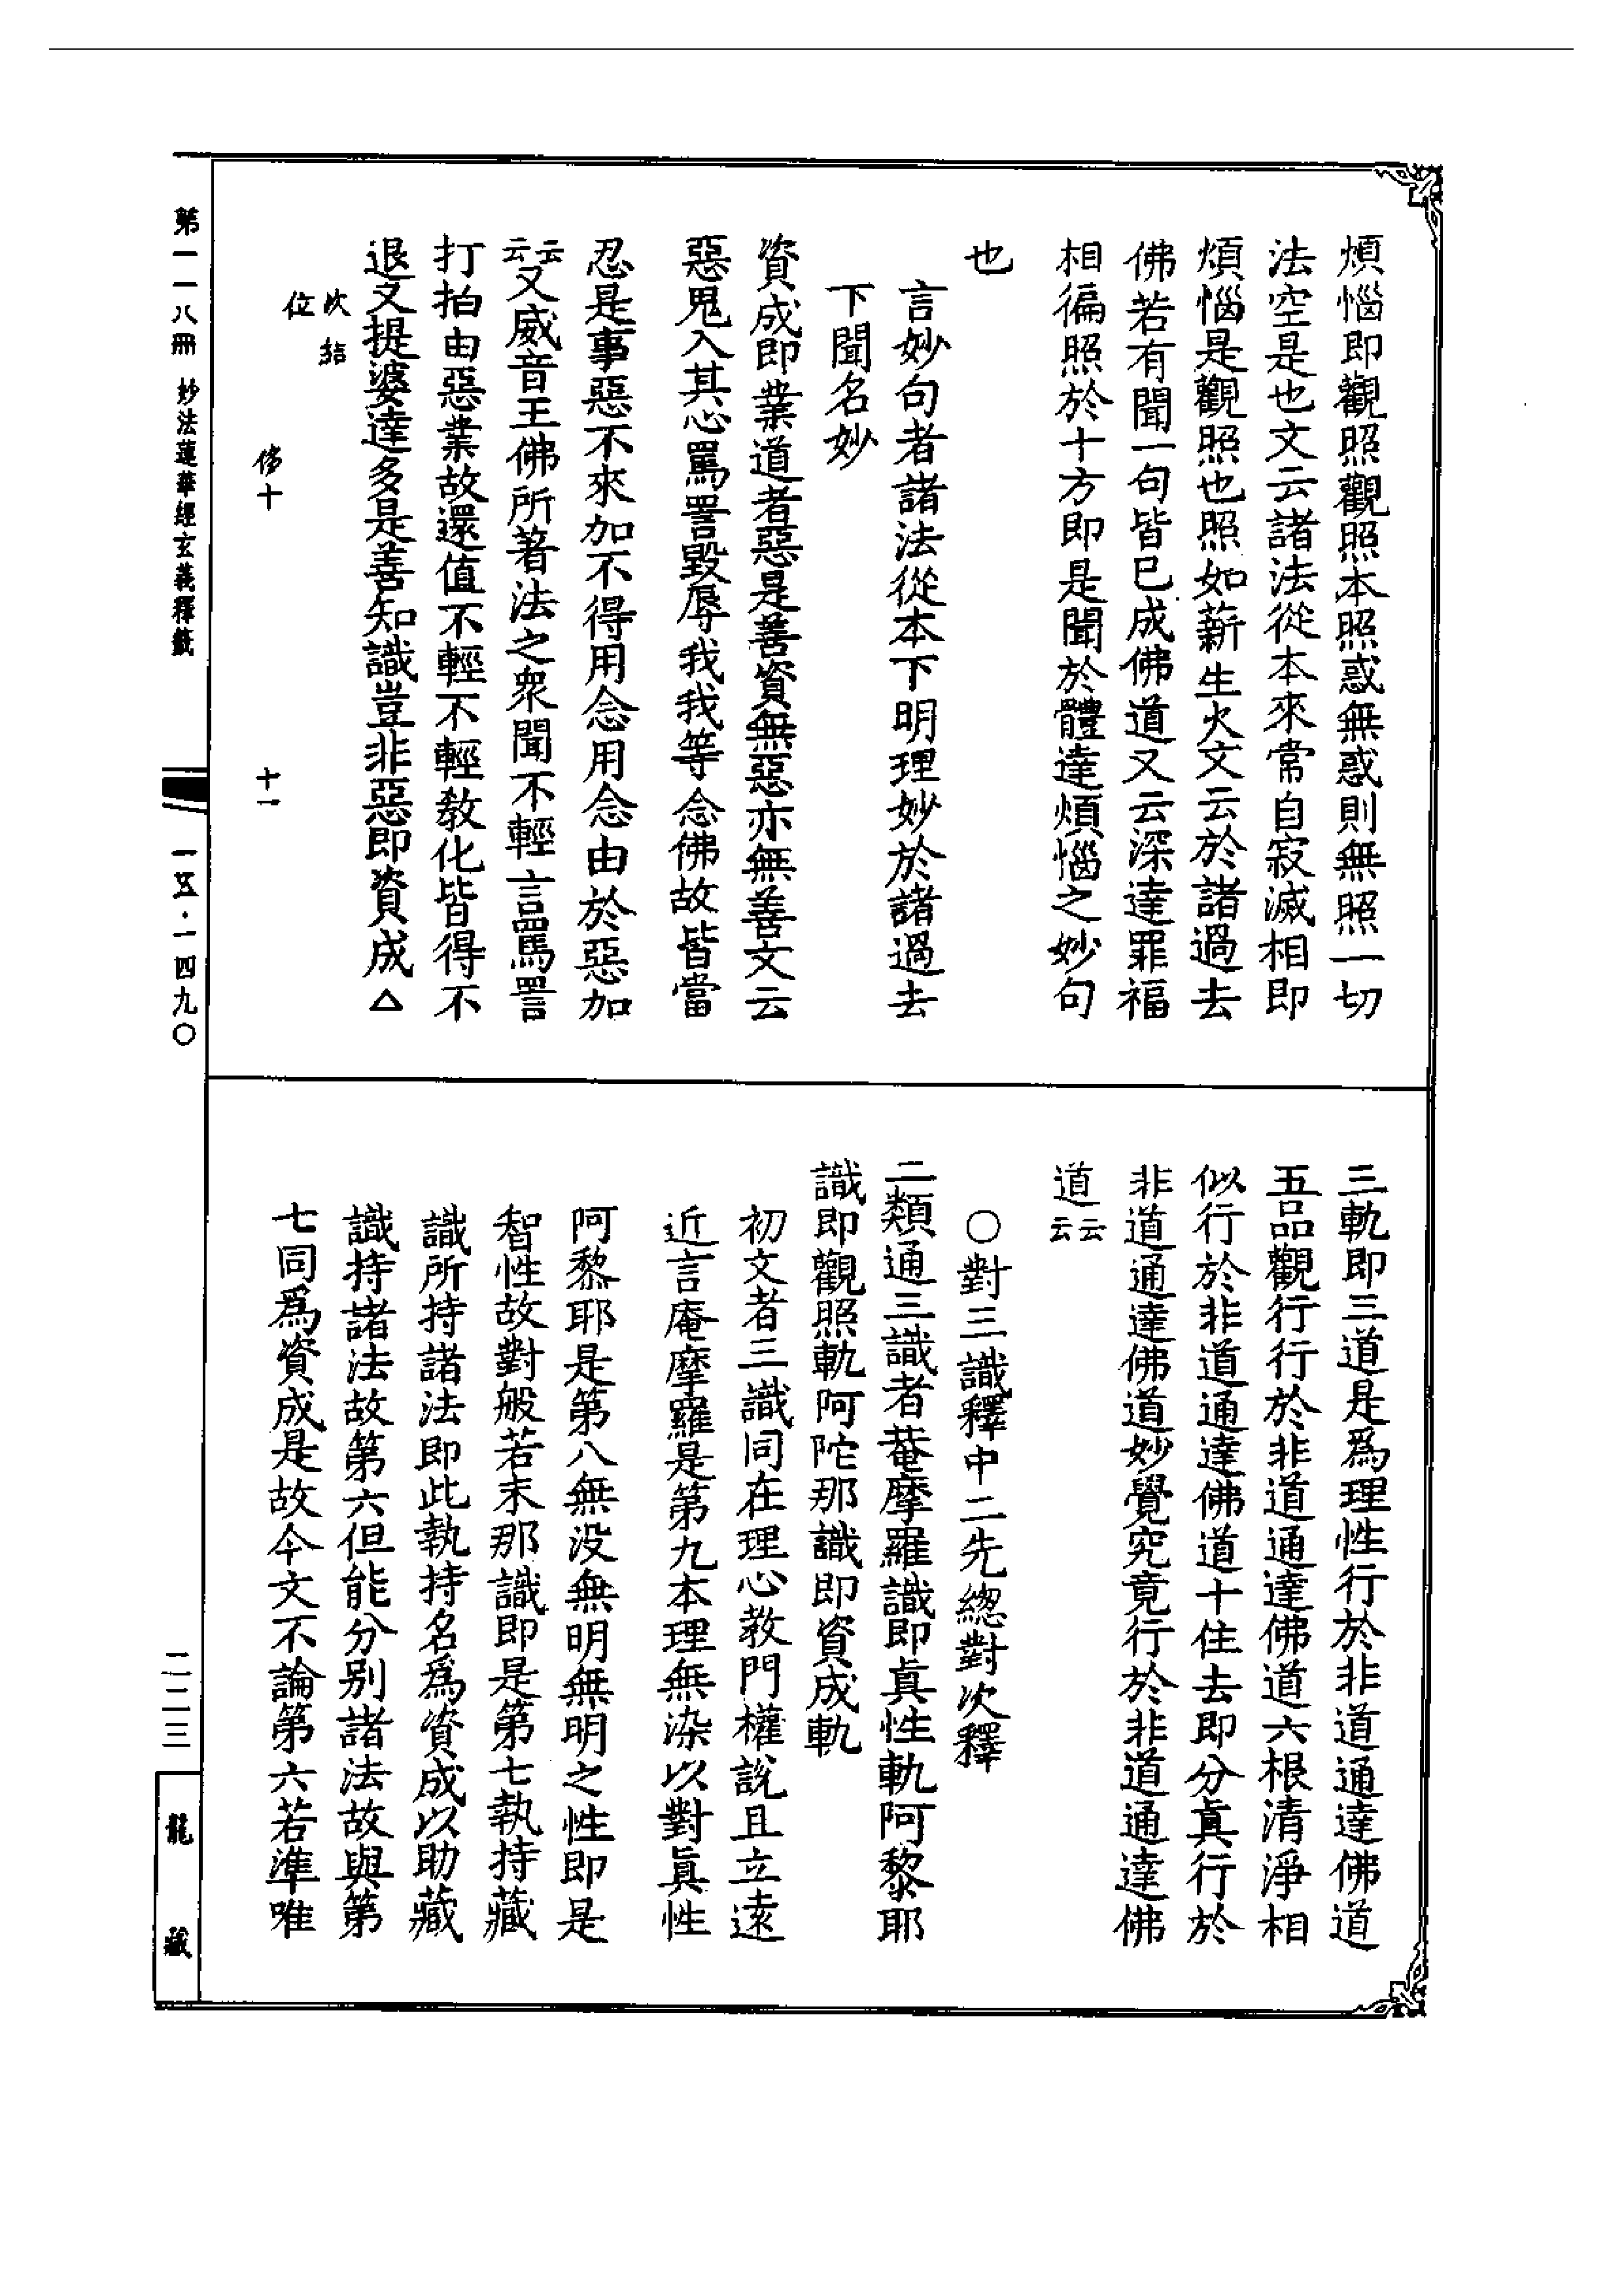 煩惱即觀照觀照本照惑無惑則無照一切
法空是也文云諸法從本來常自寂滅相即
煩惱是觀照也照如薪生火文云於諸過去
佛若有聞一句皆已成佛道又云深達罪福
相徧照於十方即是聞於體達煩惱之妙句
也
言妙句者諸法從本下明理妙於諸過去
下聞名妙
資成即業道者惡是善資無惡亦無善文云
惡鬼入其心罵詈毀辱我我等念佛故皆當
忍是事惡不來加不得用念用念由於惡加
云云又威音王佛所著法之衆聞不輕言罵詈
打拍由惡業故還值不輕不輕敎化皆得不
退又提婆達多是善知識豈非惡即資成△
次結
位
侈十 十一
三軌即三道是爲理性行於非道通達佛道
五品觀行行於非道通達佛道六根清淨相
似行於非道通達佛道十住去即分眞行於
非道通達佛道妙覺究竟行於非道通達佛
道云云
○對三識釋中二先總對次釋
二類通三識者菴摩羅識即眞性軌阿黎耶
識即觀照軌阿陀那識即資成軌
初文者三識同在理心教門權說且立遠
近言庵摩羅是第九本理無染以對眞性
阿黎耶是第八無没無明無明之性即是
智性故對般若末那識即是第七執持藏
識所持諸法即此執持名爲資成以助藏
識持諸法故第六但能分别諸法故與第
七同爲資成是故今文不論第六若準唯
第一一八冊 妙法蓮華經玄義釋籤
一五·一四九〇
二二三
龍藏